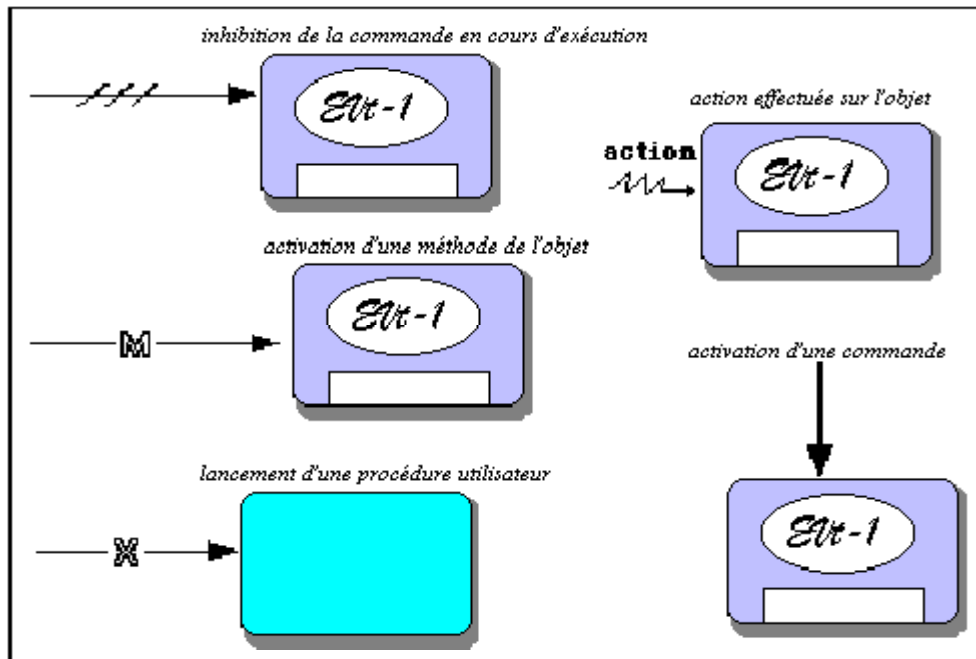 inhibition de la commande en cours d'exécution
EVt-1
action effectuée sur l'objet
action
EVt-1
activation d'une méthode de l'objet
EVt-1
M
activation d'une commande
lancement d'une procédure utilisateur
EVt-1
X